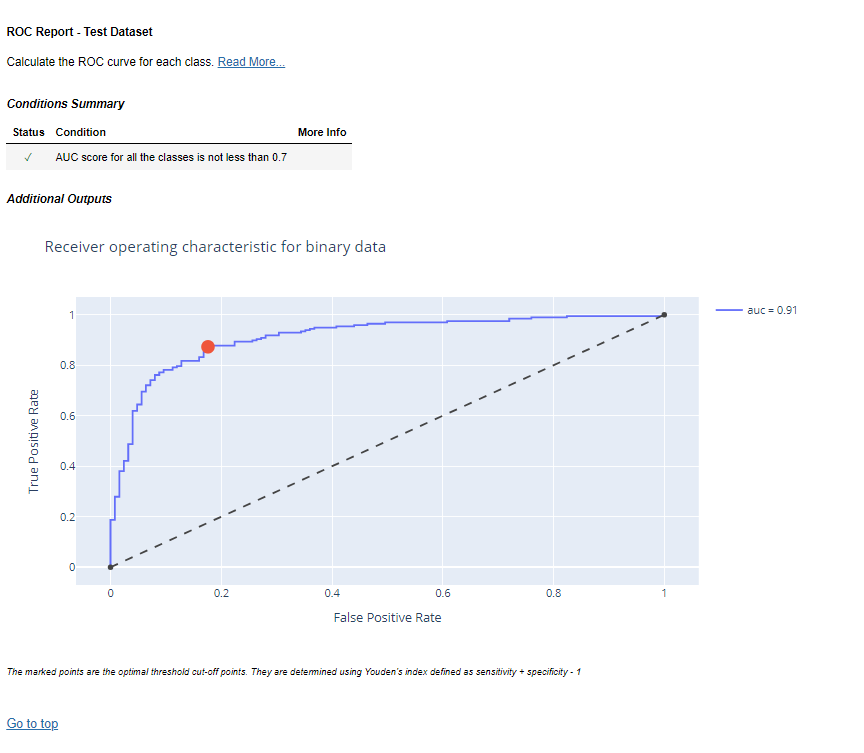 ROC Report - Test Dataset
Calculate the ROC curve for each class. Read More...
Conditions Summary
Status Condition More Info
✓ AUC score for all the classes is not less than 0.7
Additional Outputs
Receiver operating characteristic for binary data
auc = 0.91
1
0.8
0.6
0.4
0.2
0
True Positive Rate
0 0.2 0.4 0.6 0.8 1
False Positive Rate
The marked points are the optimal threshold cut-off points. They are determined using Youden's index defined as sensitivity + specificity - 1
Go to top